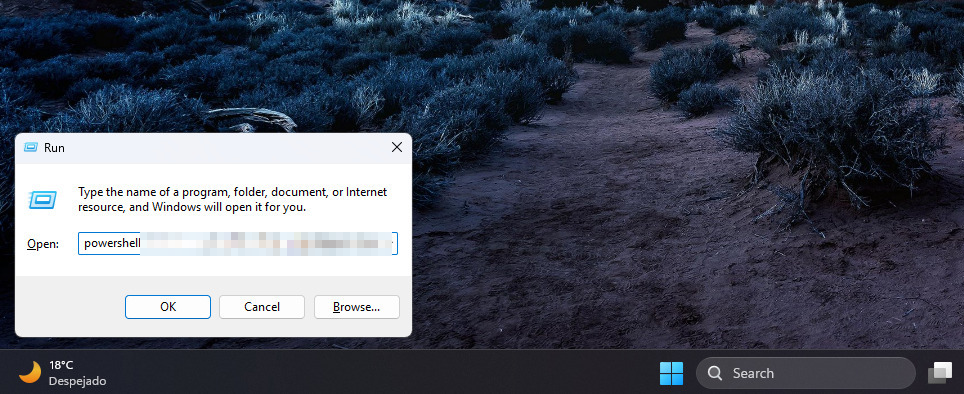 Run
Type the name of a program, folder, document, or Internet
resource, and Windows will open it for you.
Open: powershell
OK Cancel Browse...
18°C
Despejado
Search